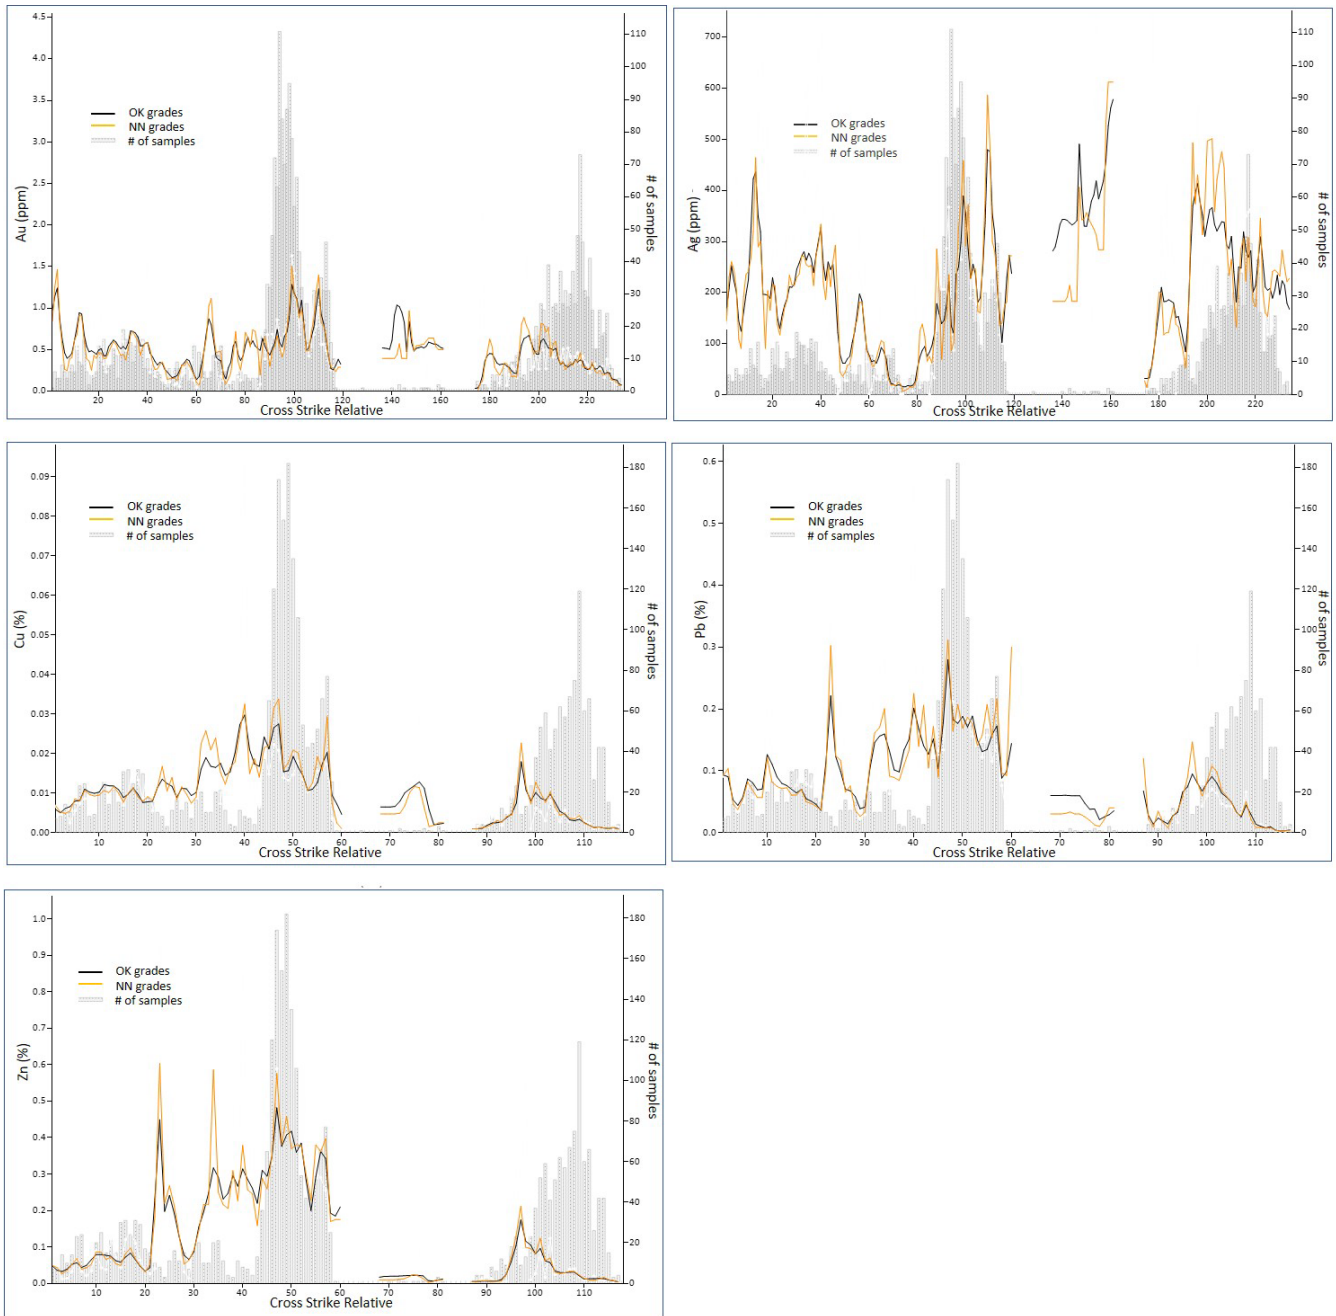 4.5
4.0
3.5
3.0
2.5
2.0
1.5
1.0
0.5
0.0
Au (ppm)
OK grades
NN grades
# of samples
110
100
90
80
70
60
50
40
30
20
10
0
# of samples
20 40 60 80 100 120 140 160 180 200 220
Cross Strike Relative
700
600
500
400
300
200
100
0
Ag (ppm)
OK grades
NN grades
# of samples
110
100
90
80
70
60
50
40
30
20
10
0
# of samples
20 40 60 80 100 120 140 160 180 200 220
Cross Strike Relative
0.09
0.08
0.07
0.06
0.05
0.04
0.03
0.02
0.01
0.00
Cu (%)
OK grades
NN grades
# of samples
180
160
140
120
100
80
60
40
20
0
# of samples
10 20 30 40 50 60 70 80 90 100 110
Cross Strike Relative
0.6
0.5
0.4
0.3
0.2
0.1
0.0
Pb (%)
OK grades
NN grades
# of samples
180
160
140
120
100
80
60
40
20
0
# of samples
10 20 30 40 50 60 70 80 90 100 110
Cross Strike Relative
1.0
0.9
0.8
0.7
0.6
0.5
0.4
0.3
0.2
0.1
0.0
Zn (%)
OK grades
NN grades
# of samples
180
160
140
120
100
80
60
40
20
0
# of samples
10 20 30 40 50 60 70 80 90 100 110
Cross Strike Relative